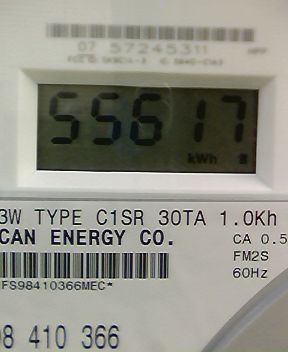 07 57245311
55617
kWh
3W TYPE C1SR 30TA 1.0Kh
CAN ENERGY CO.
CA 0.5
FM2S
60Hz
FS98410366MEC*
98 410 366